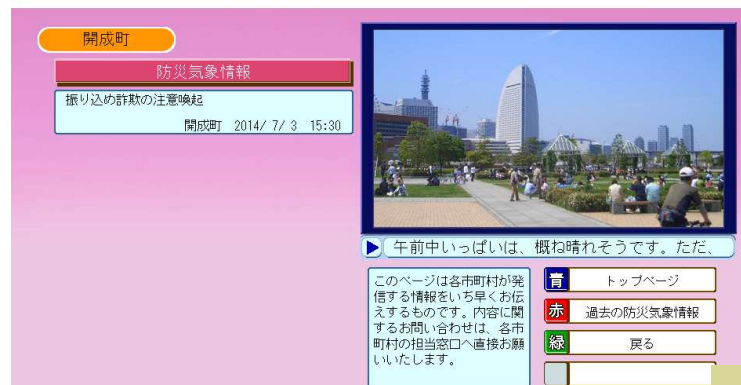 開成町
防災気象情報
振り込め詐欺の注意喚起
開成町 2014/ 7/ 3 15:30
午前中いっぱいは、概ね晴れそうです。ただ、
このページは各市町村が発
信する情報をいち早くお伝
えするものです。内容に関
するお問い合わせは、各市
町村の担当窓口へ直接お願
いいたします。
青 トップページ
赤 過去の防災気象情報
緑 戻る